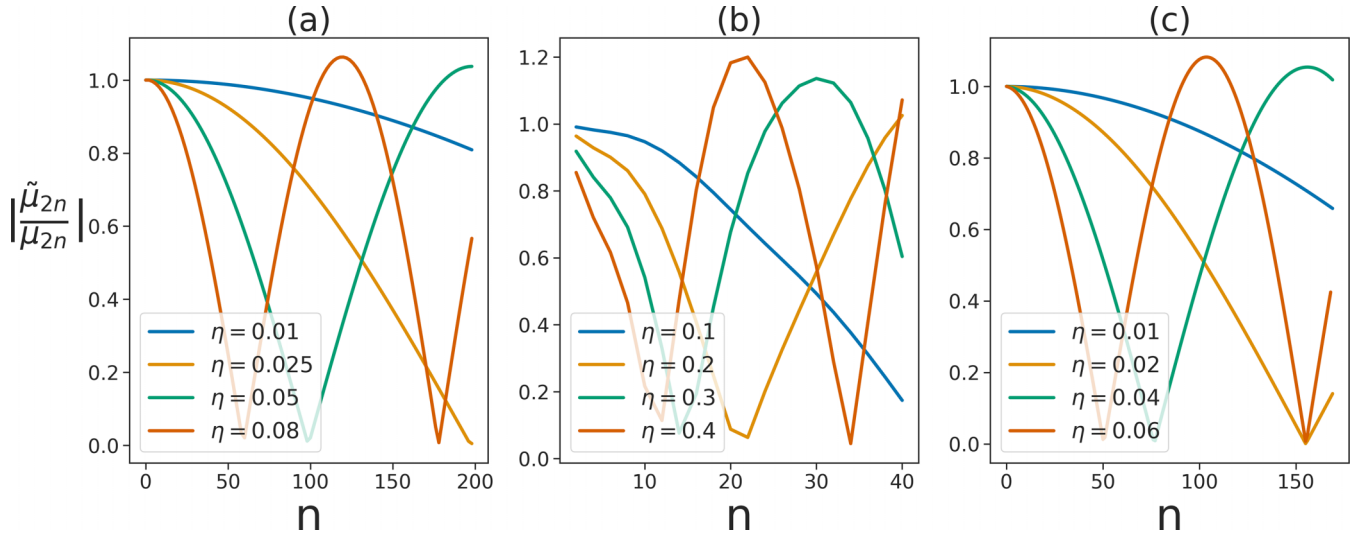 (a)
(b)
(c)
|μ̃₂ₙ/μ₂ₙ|
1.0
0.8
0.6
0.4
0.2
0.0
η = 0.01
η = 0.025
η = 0.05
η = 0.08
0 50 100 150 200
n
1.2
1.0
0.8
0.6
0.4
0.2
0.0
η = 0.1
η = 0.2
η = 0.3
η = 0.4
10 20 30 40
n
1.0
0.8
0.6
0.4
0.2
0.0
η = 0.01
η = 0.02
η = 0.04
η = 0.06
0 50 100 150
n